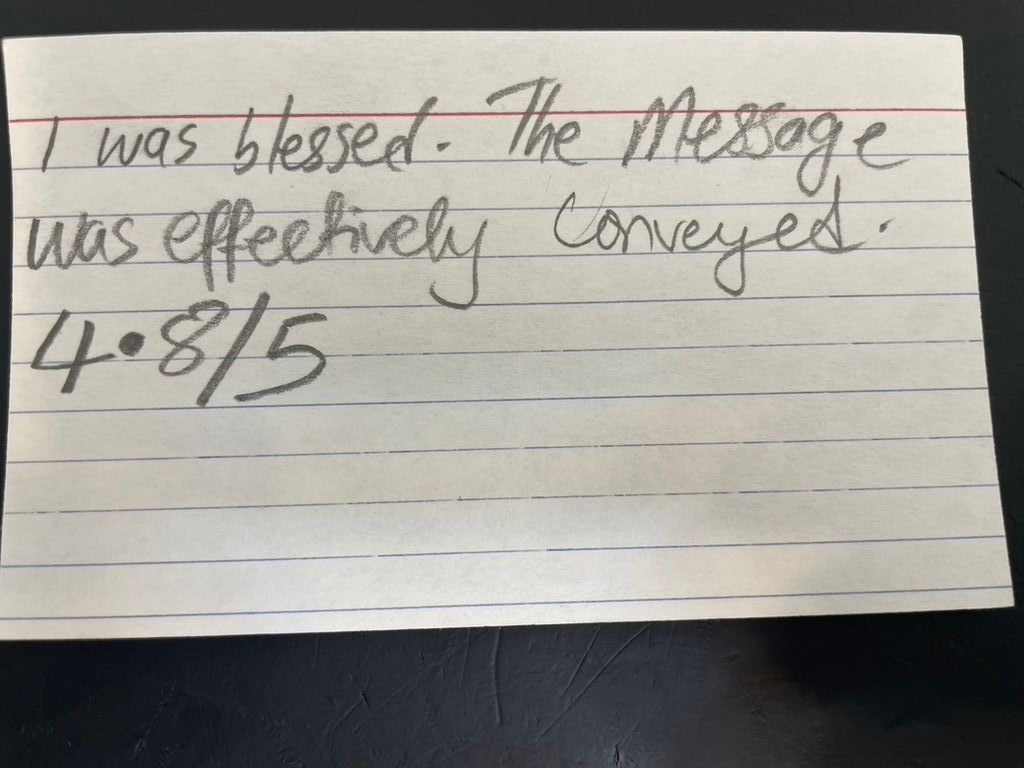 I was blessed. The Message
was effectively conveyed.
4.8/5